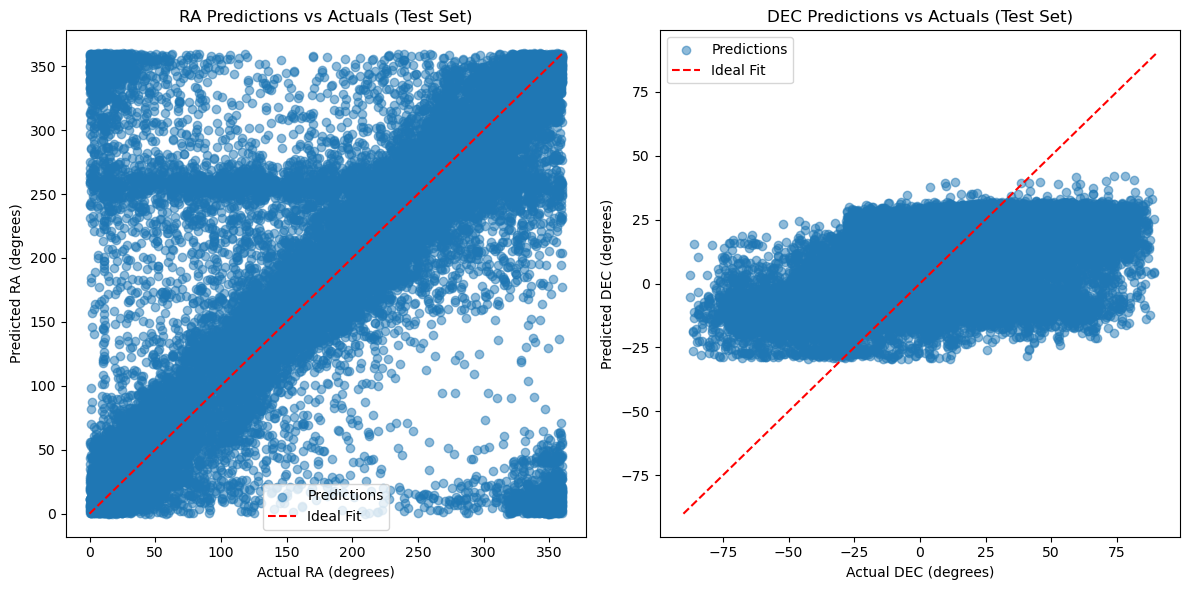 RA Predictions vs Actuals (Test Set)
350
300
250
200
150
100
50
0
Predicted RA (degrees)
Predictions
Ideal Fit
0 50 100 150 200 250 300 350
Actual RA (degrees)
DEC Predictions vs Actuals (Test Set)
Predictions
Ideal Fit
75
50
25
0
−25
−50
−75
Predicted DEC (degrees)
−75 −50 −25 0 25 50 75
Actual DEC (degrees)